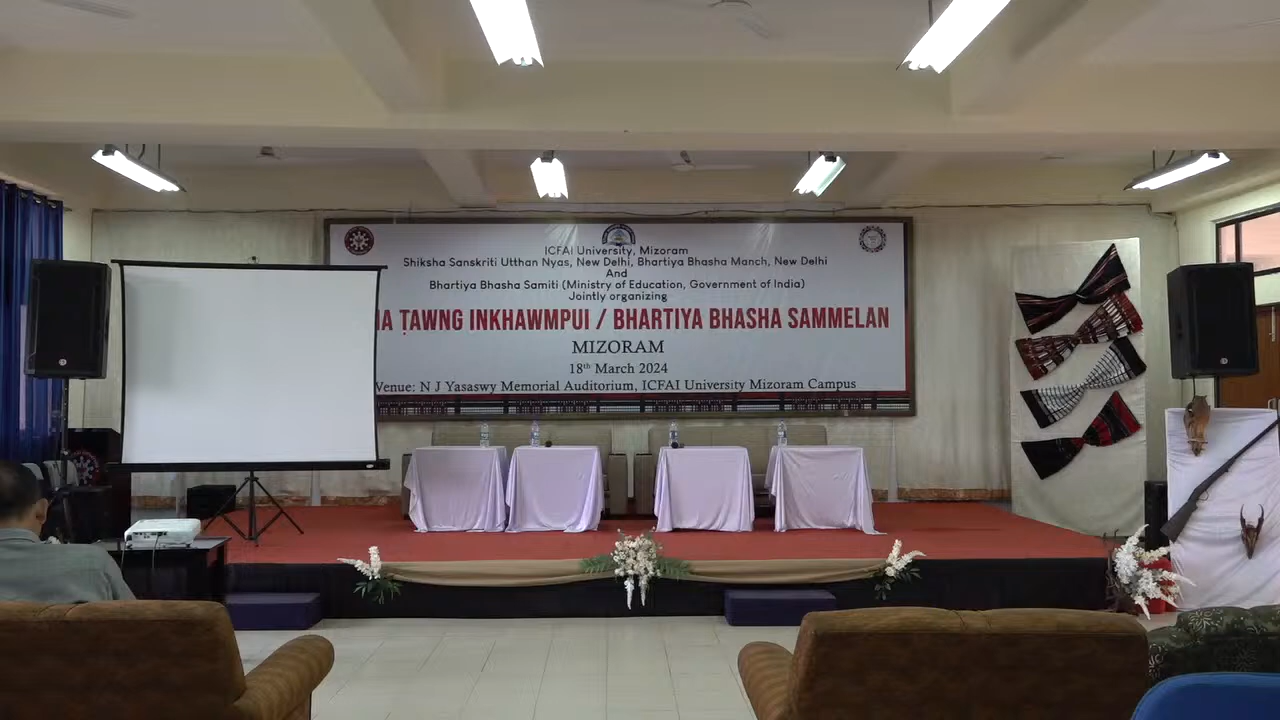 ICFAI University, Mizoram
Shiksha Sanskriti Utthan Nyas, New Delhi, Bhartiya Bhasha Manch, New Delhi
And
Bhartiya Bhasha Samiti (Ministry of Education, Government of India)
Jointly organizing
ṬAWNG INKHAWMPUI / BHARTIYA BHASHA SAMMELAN
MIZORAM
18th March 2024
Venue: N J Yasaswy Memorial Auditorium, ICFAI University Mizoram Campus